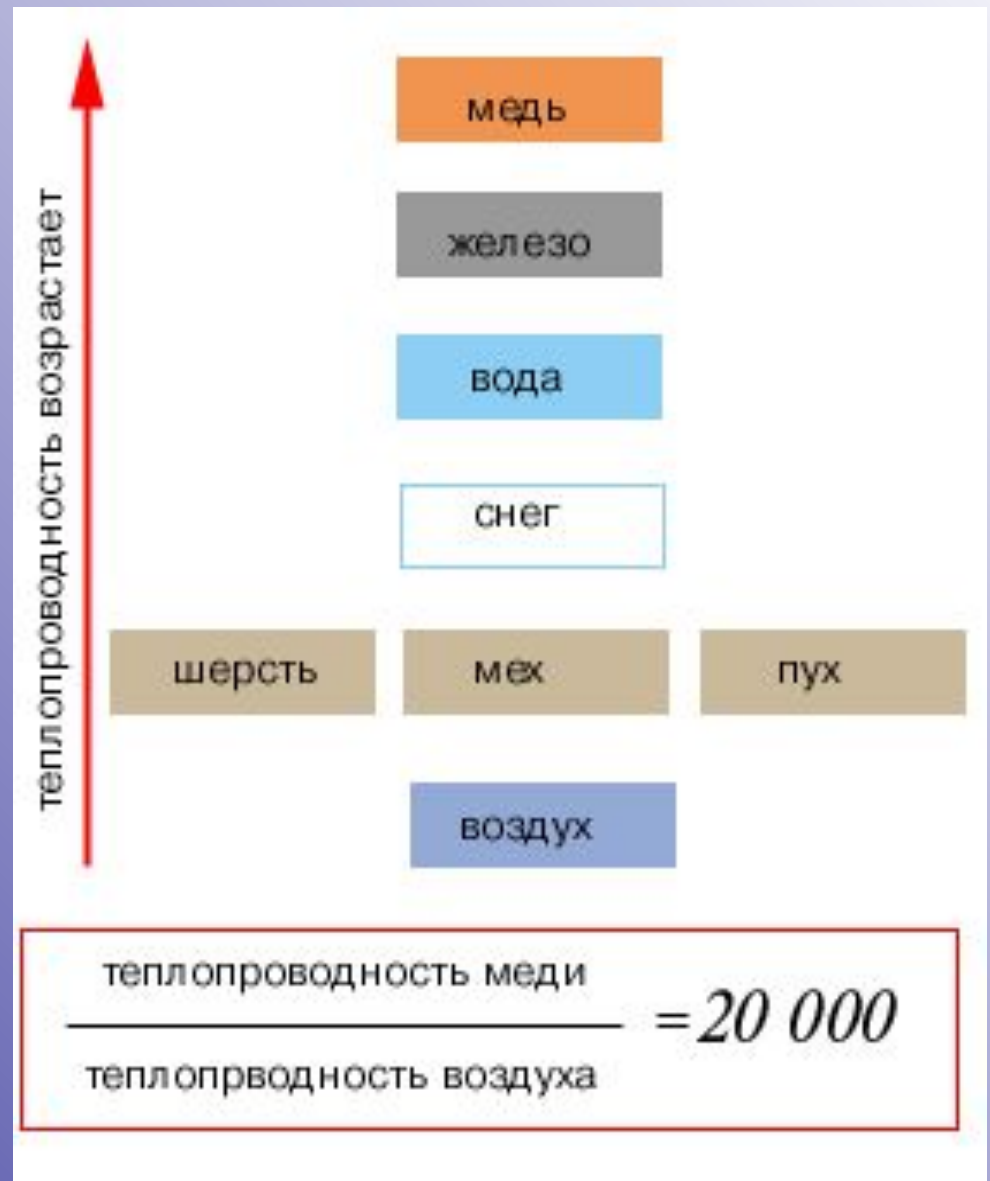 теплопроводность возрастает
медь
железо
вода
снег
шерсть мех пух
воздух
теплопроводность меди
теплопрводность воздуха
=20 000